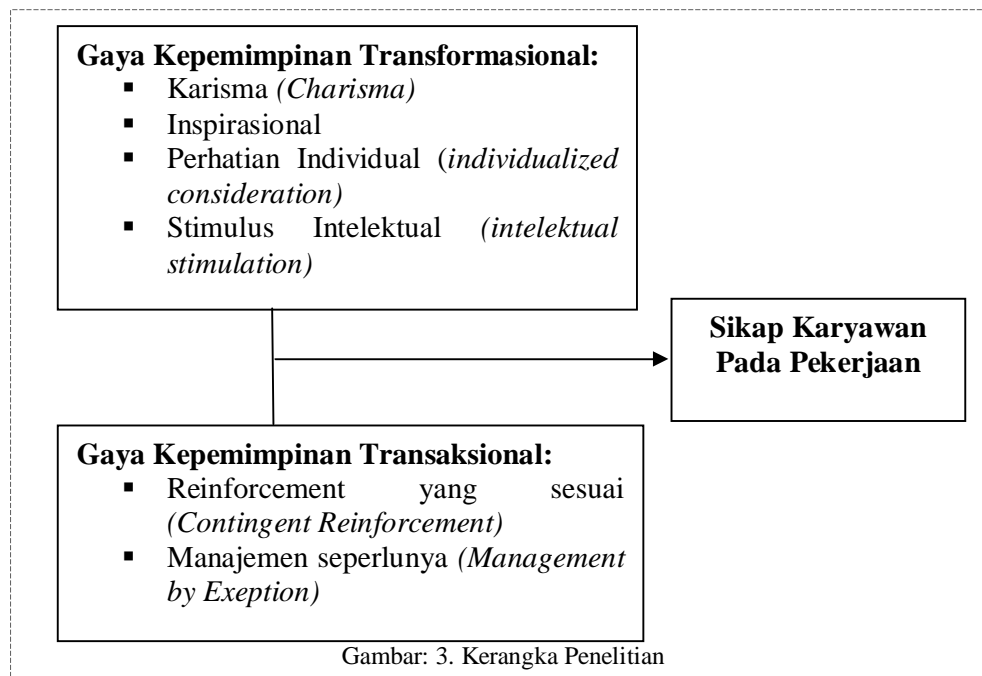 Gaya Kepemimpinan Transformasional:
▪ Karisma (Charisma)
▪ Inspirasional
▪ Perhatian Individual (individualized
consideration)
▪ Stimulus Intelektual (intelektual
stimulation)
Sikap Karyawan
Pada Pekerjaan
Gaya Kepemimpinan Transaksional:
▪ Reinforcement yang sesuai
(Contingent Reinforcement)
▪ Manajemen seperlunya (Management
by Exeption)
Gambar: 3. Kerangka Penelitian